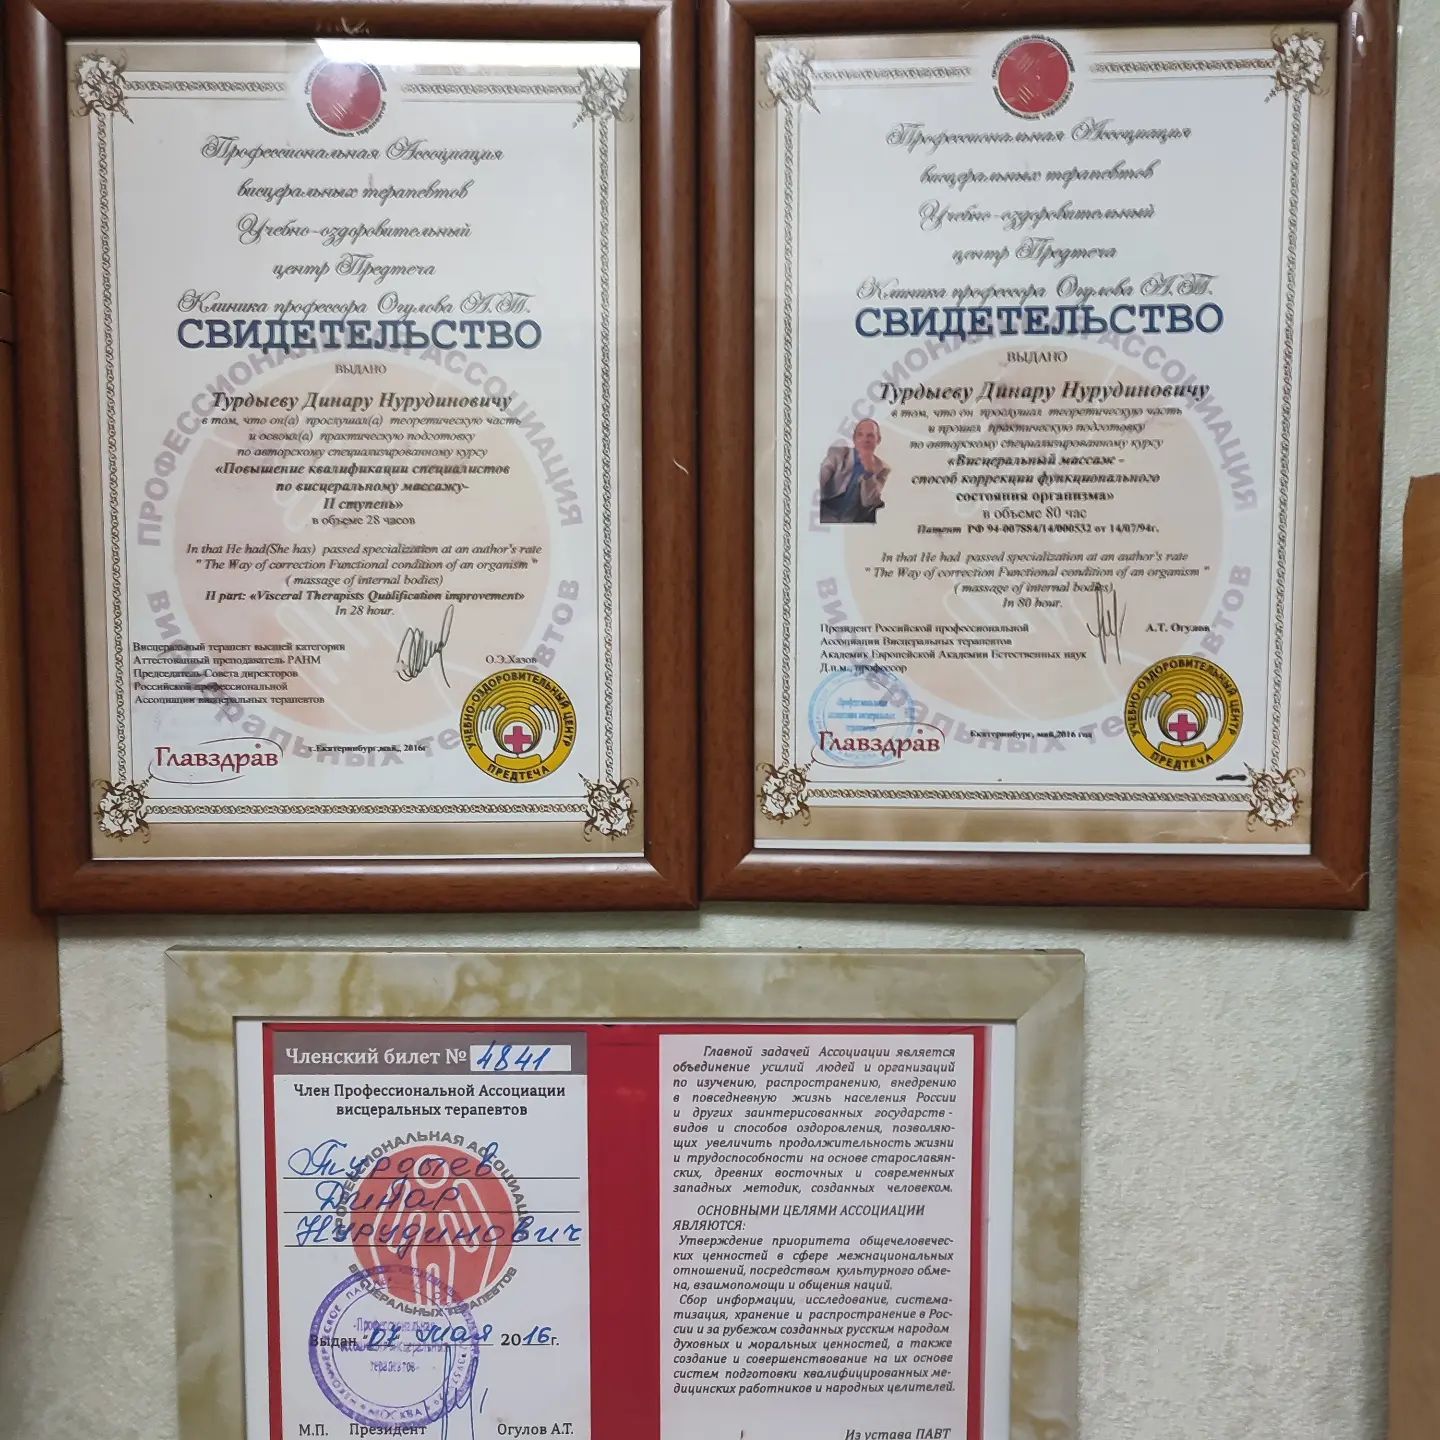 Профессиональная Ассоциация
висцеральных терапевтов
Учебно-оздоровительный
центр Предтеча
Клиника профессора Огулова А.Т.
СВИДЕТЕЛЬСТВО
ВЫДАНО
Турдыеву Динару Нурудиновичу
в том, что он(а) прослушал(а) теоретическую часть
и освоил(а) практическую подготовку
по авторскому специализированному курсу
«Повышение квалификации специалистов
по висцеральному массажу-
II ступень»
в объеме 28 часов
In that He had(She has) passed specialization at an author's rate
" The Way of correction Functional condition of an organism "
( massage of internal bodies)
II part: «Visceral Therapists Qualification improvement»
In 28 hour.
Висцеральный терапевт высшей категории
Аттестованный преподаватель РАНМ
Председатель Совета директоров
Российской профессиональной
Ассоциации висцеральных терапевтов
О.Э.Хазов
Главздрав
г.Екатеринбург,май,, 2016г
УЧЕБНО-ОЗДОРОВИТЕЛЬНЫЙ ЦЕНТР
ПРЕДТЕЧА
Профессиональная Ассоциация
висцеральных терапевтов
Учебно-оздоровительный
центр Предтеча
Клиника профессора Огулова А.Т.
СВИДЕТЕЛЬСТВО
ВЫДАНО
Турдыеву Динару Нурудиновичу
в том, что он прослушал теоретическую часть
и прошел практическую подготовку
по авторскому специализированному курсу
«Висцеральный массаж -
способ коррекции функционального
состояния организма»
в объеме 80 час
Патент РФ 94-007884/14/000532 от 14/07/94г.
In that He had passed specialization at an author's rate
" The Way of correction Functional condition of an organism "
( massage of internal bodies)
In 80 hour.
Президент Российской профессиональной
Ассоциации Висцеральных терапевтов
Академик Европейской Академии Естественных наук
Д.н.м., профессор
А.Т. Огулов
Главздрав
Екатеринбург, май,2016 год
УЧЕБНО-ОЗДОРОВИТЕЛЬНЫЙ ЦЕНТР
ПРЕДТЕЧА
Членский билет № 4841
Член Профессиональной Ассоциации
висцеральных терапевтов
Турдыев
Динар
Нурудинович
Выдан "07 мая 2016г.
М.П. Президент Огулов А.Т.
Главной задачей Ассоциации является
объединение усилий людей и организаций
по изучению, распространению, внедрению
в повседневную жизнь населения России
и других заинтерисованных государств -
видов и способов оздоровления, позволяю-
щих увеличить продолжительность жизни
и трудоспособности на основе старославян-
ских, древних восточных и современных
западных методик, созданных человеком.
ОСНОВНЫМИ ЦЕЛЯМИ АССОЦИАЦИИ
ЯВЛЯЮТСЯ:
Утверждение приоритета общечеловечес-
ких ценностей в сфере межнациональных
отношений, посредством культурного обме-
на, взаимопомощи и общения наций.
Сбор информации, исследование, система-
тизация, хранение и распространение в Рос-
сии и за рубежом созданных русским народом
духовных и моральных ценностей, а также
создание и совершенствование на их основе
систем подготовки квалифицированных ме-
дицинских работников и народных целителей.
Из устава ПАВТ